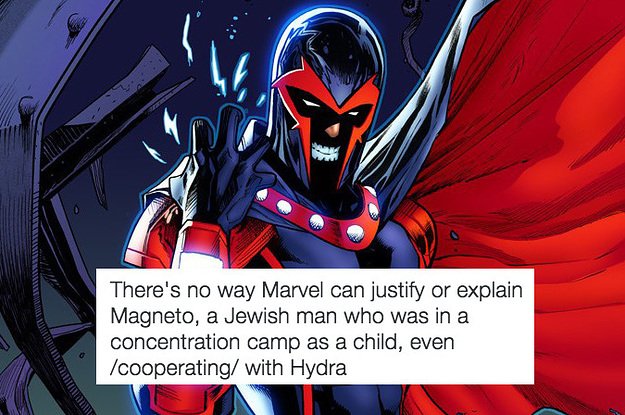 There's no way Marvel can justify or explain
Magneto, a Jewish man who was in a
concentration camp as a child, even
/cooperating/ with Hydra